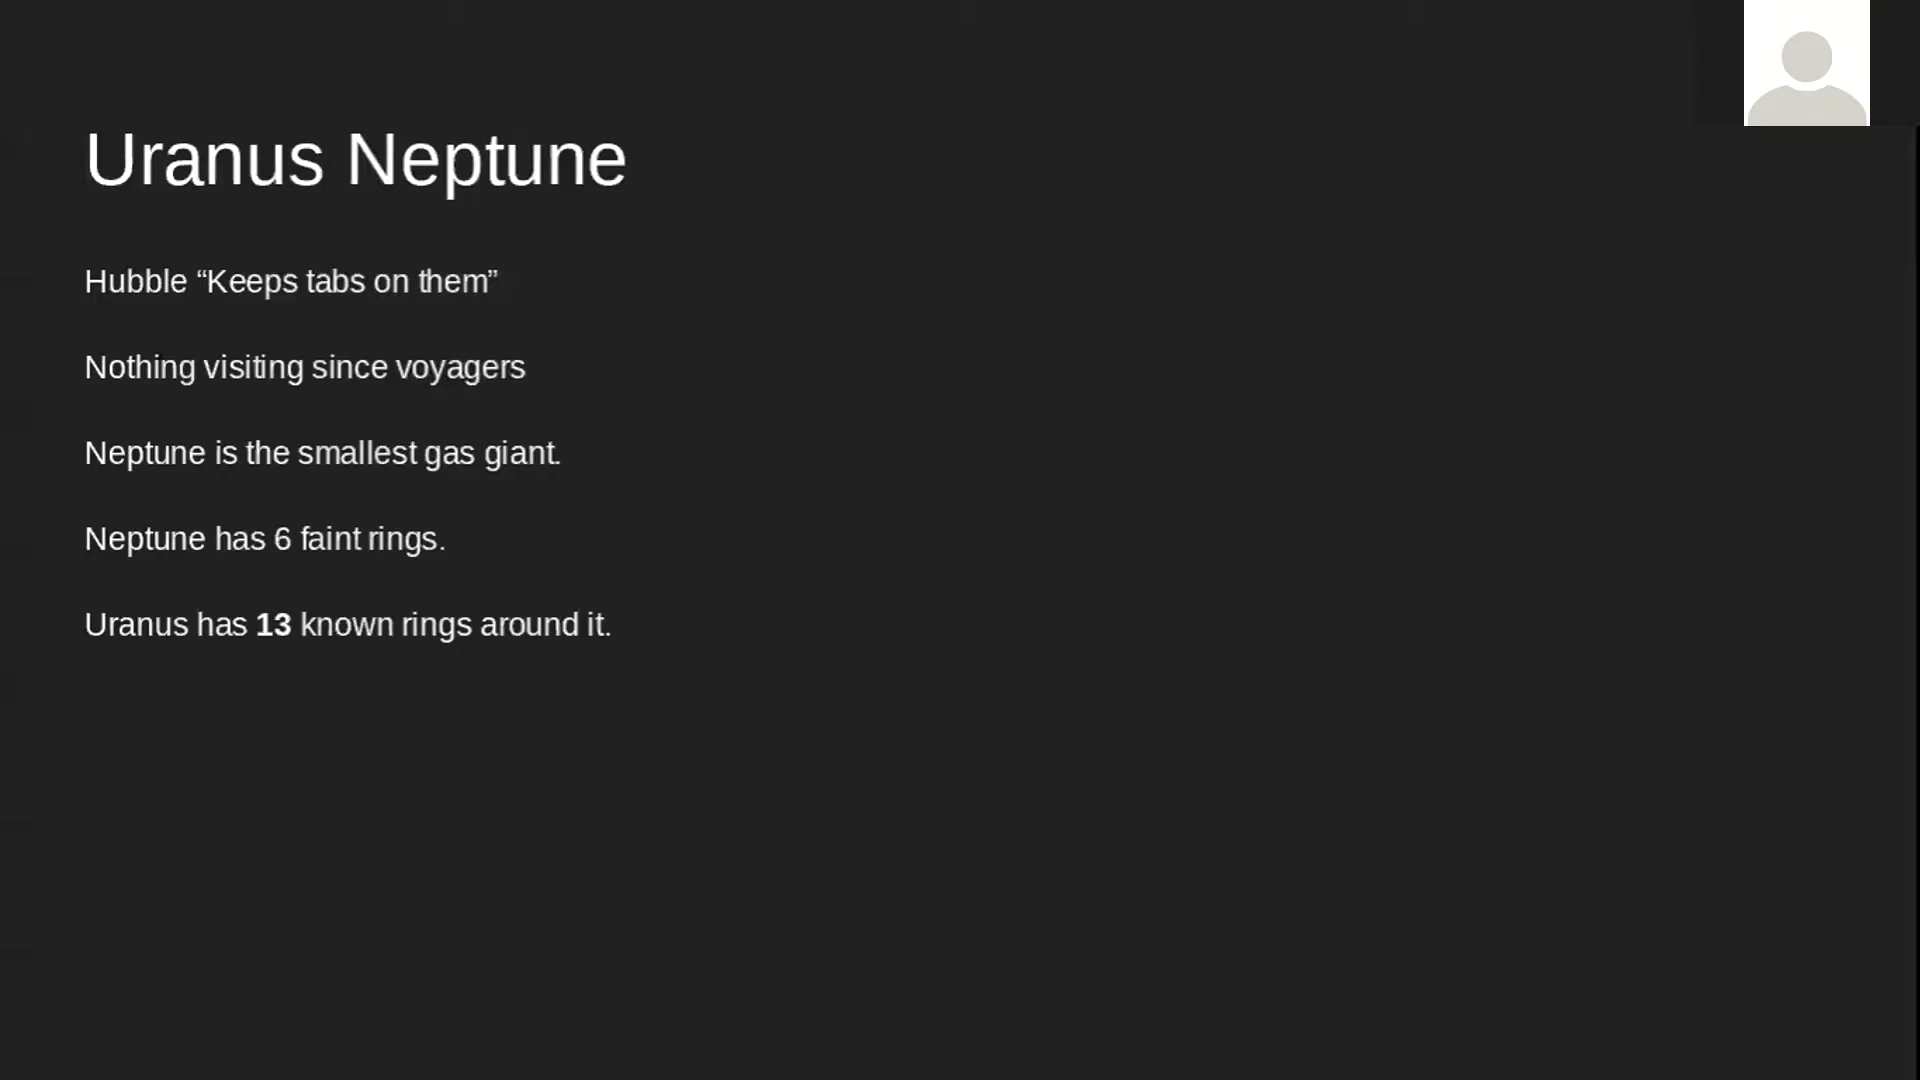 Uranus Neptune
Hubble “Keeps tabs on them”
Nothing visiting since voyagers
Neptune is the smallest gas giant.
Neptune has 6 faint rings.
Uranus has 13 known rings around it.